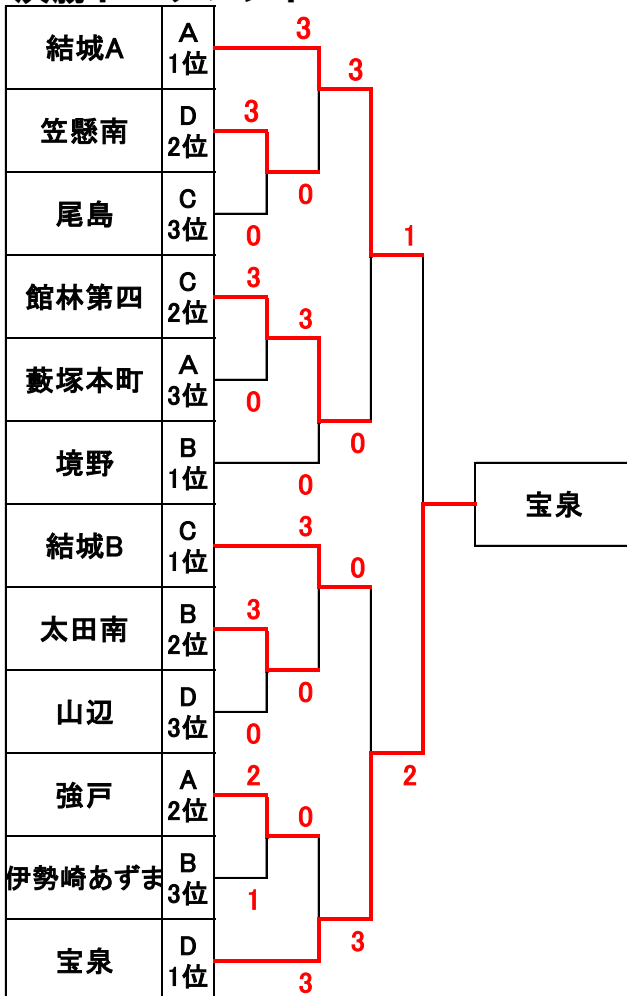 3
結城A
A
1位
3
笠懸南
D
2位
3
0
尾島
C
3位
0
1
館林第四
C
2位
3
3
藪塚本町
A
3位
0
0
境野
B
1位
0
宝泉
結城B
C
1位
3
0
太田南
B
2位
3
0
山辺
D
3位
0
2
強戸
A
2位
2
0
伊勢崎あずま
B
3位
1
3
宝泉
D
1位
3